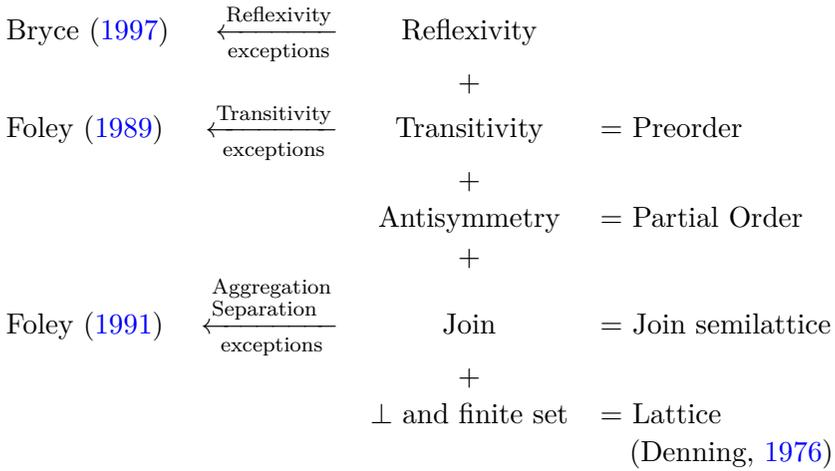 Bryce (1997) ← Reflexivity exceptions Reflexivity
+
Foley (1989) ← Transitivity exceptions Transitivity = Preorder
+
Antisymmetry = Partial Order
+
Foley (1991) ← Aggregation Separation exceptions Join = Join semilattice
+
⊥ and finite set = Lattice
(Denning, 1976)